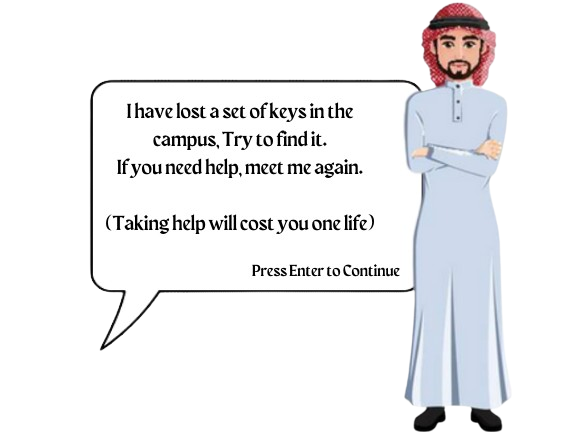 I have lost a set of keys in the
campus, Try to find it.
If you need help, meet me again.
(Taking help will cost you one life)
Press Enter to Continue